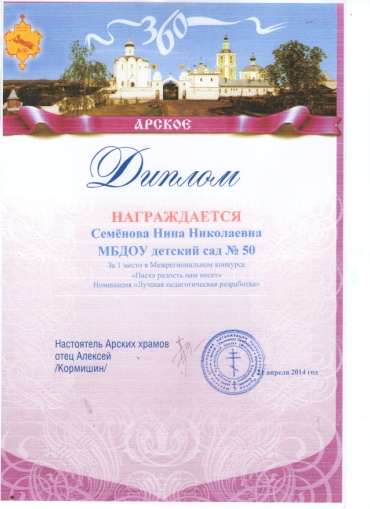 360
АРСКОЕ
Диплом
НАГРАЖДАЕТСЯ
Семёнова Нина Николаевна
МБДОУ детский сад № 50
За 1 место в Межрегиональном конкурсе
«Пасха радость нам несет»
Номинация «Лучшая педагогическая разработка»
Настоятель Арских храмов
отец Алексей
/Кормишин/
апреля 2014 год